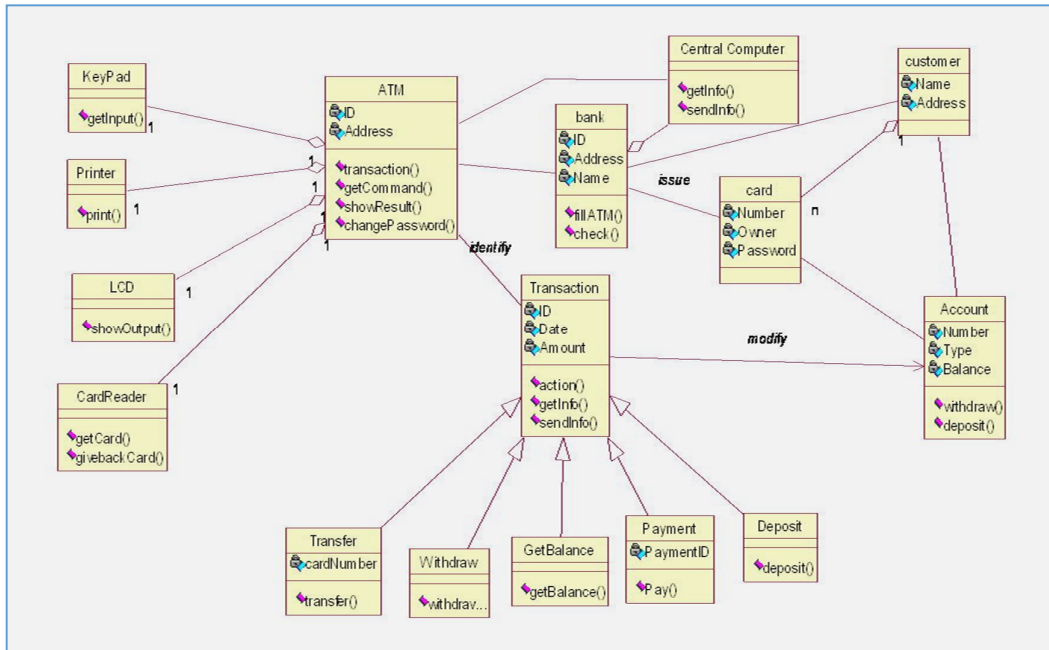 KeyPad
getInput()
1
Printer
print()
1
LCD
showOutput()
1
CardReader
getCard()
givebackCard()
1
ATM
ID
Address
transaction()
getCommand()
showResult()
changePassword()
1
1
1
1
identify
Central Computer
getInfo()
sendInfo()
bank
ID
Address
Name
fillATM()
check()
issue
customer
Name
Address
1
n
card
Number
Owner
Password
Account
Number
Type
Balance
withdraw()
deposit()
modify
Transaction
ID
Date
Amount
action()
getInfo()
sendInfo()
Transfer
cardNumber
transfer()
Withdraw
withdraw...
GetBalance
getBalance()
Payment
PaymentID
Pay()
Deposit
deposit()